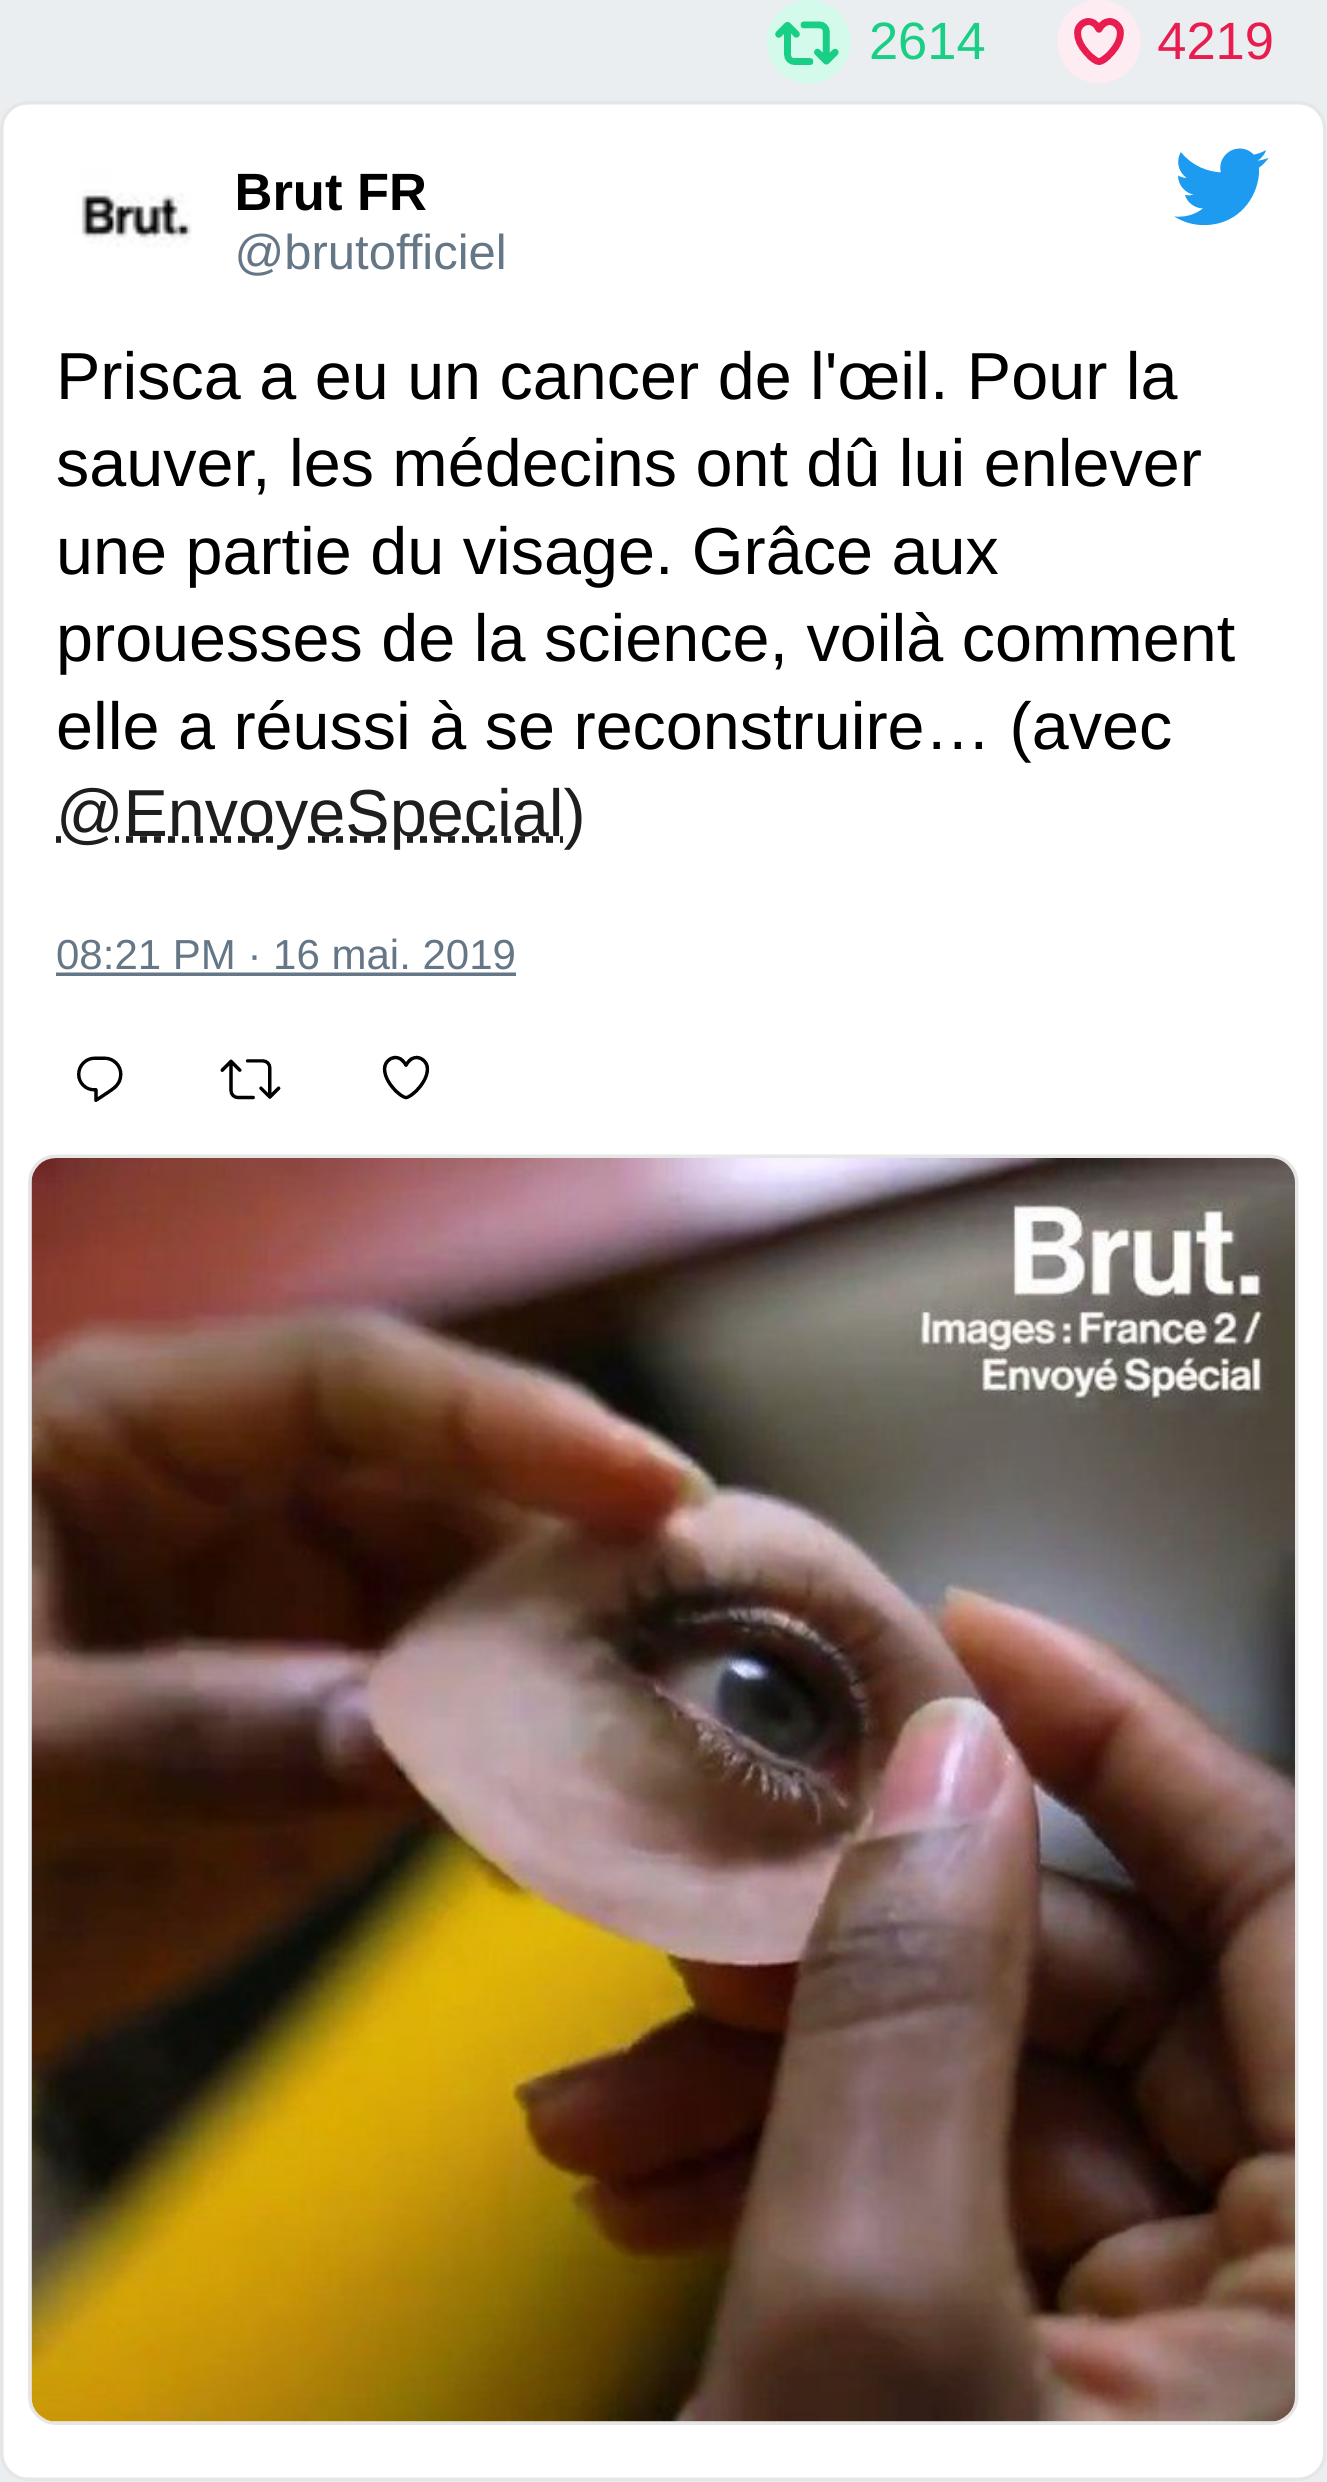 2614 4219
Brut.
Brut FR
@brutofficiel
Prisca a eu un cancer de l'œil. Pour la
sauver, les médecins ont dû lui enlever
une partie du visage. Grâce aux
prouesses de la science, voilà comment
elle a réussi à se reconstruire… (avec
@EnvoyeSpecial)
08:21 PM · 16 mai. 2019
Brut.
Images : France 2 /
Envoyé Spécial